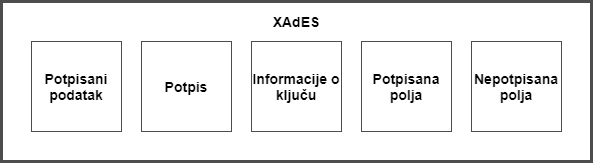 XAdES
Potpisani
podatak
Potpis
Informacije o
ključu
Potpisana
polja
Nepotpisana
polja